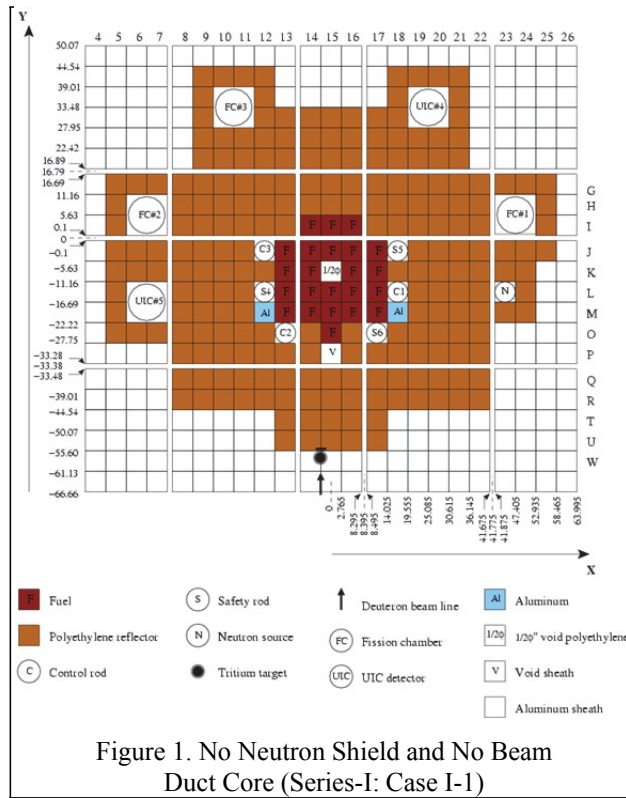 Y
4 5 6 7 8 9 10 11 12 13 14 15 16 17 18 19 20 21 22 23 24 25 26
50.07
44.54
39.01
FC#3 UIC#4
33.48
27.95
22.42
16.89
16.79
16.69
G
11.16
H
FC#2 FC#1
5.63
F F F I
0.1
0
-0.1
C3 F F F F F S5 J
-5.63
F F 1/2φ F F K
-11.16
S4 F F F F F C1 N L
UIC#5
-16.69
Al F F F F F Al M
-22.22
C2 F S6 O
-27.75
V P
-33.28
-33.38
-33.48
Q
-39.01
R
-44.54
T
-50.07
U
-55.60
W
-61.13
-66.66
0 2.765 8.295 8.395 8.495 14.025 19.555 25.085 30.615 36.145 41.675 41.775 41.875 47.405 52.935 58.465 63.995
X
F Fuel S Safety rod Deuteron beam line Al Aluminum
Polyethylene reflector N Neutron source FC Fission chamber 1/2φ 1/2φ" void polyethylene
C Control rod Tritium target UIC UIC detector V Void sheath
Aluminum sheath
Figure 1. No Neutron Shield and No Beam
Duct Core (Series-I: Case I-1)